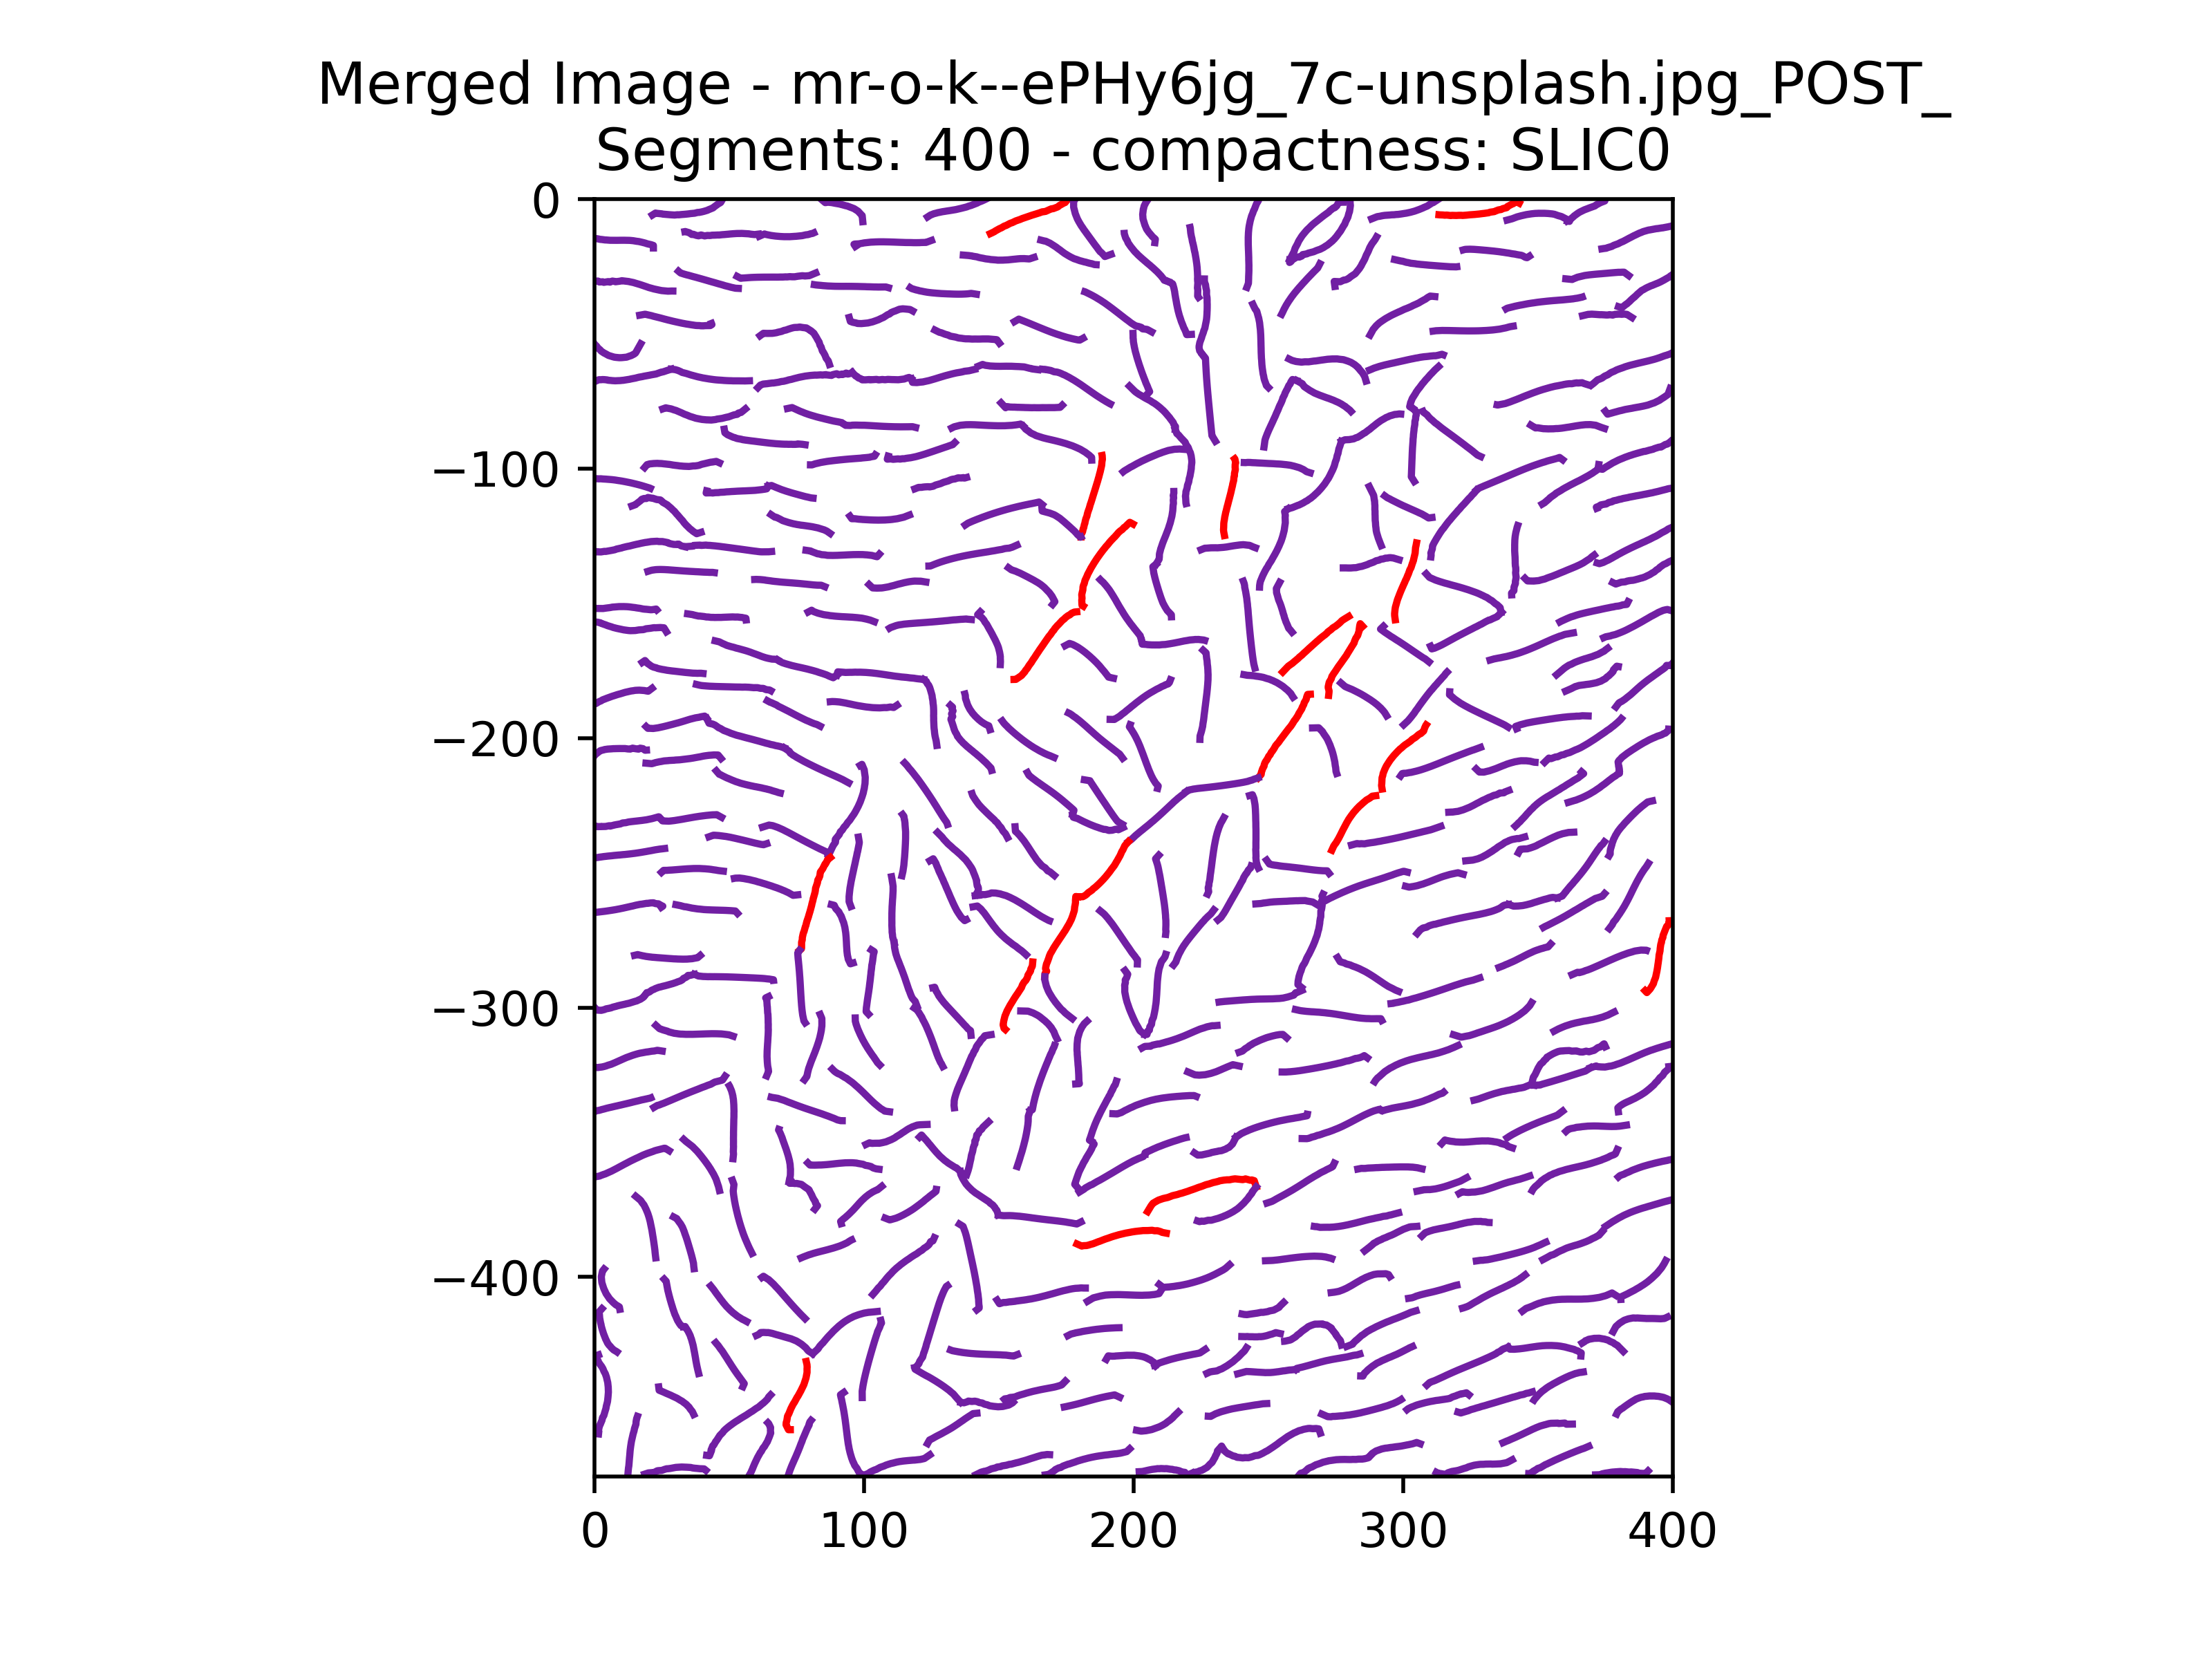 Merged Image - mr-o-k--ePHy6jg_7c-unsplash.jpg_POST_
Segments: 400 - compactness: SLIC0
0
−100
−200
−300
−400
0 100 200 300 400